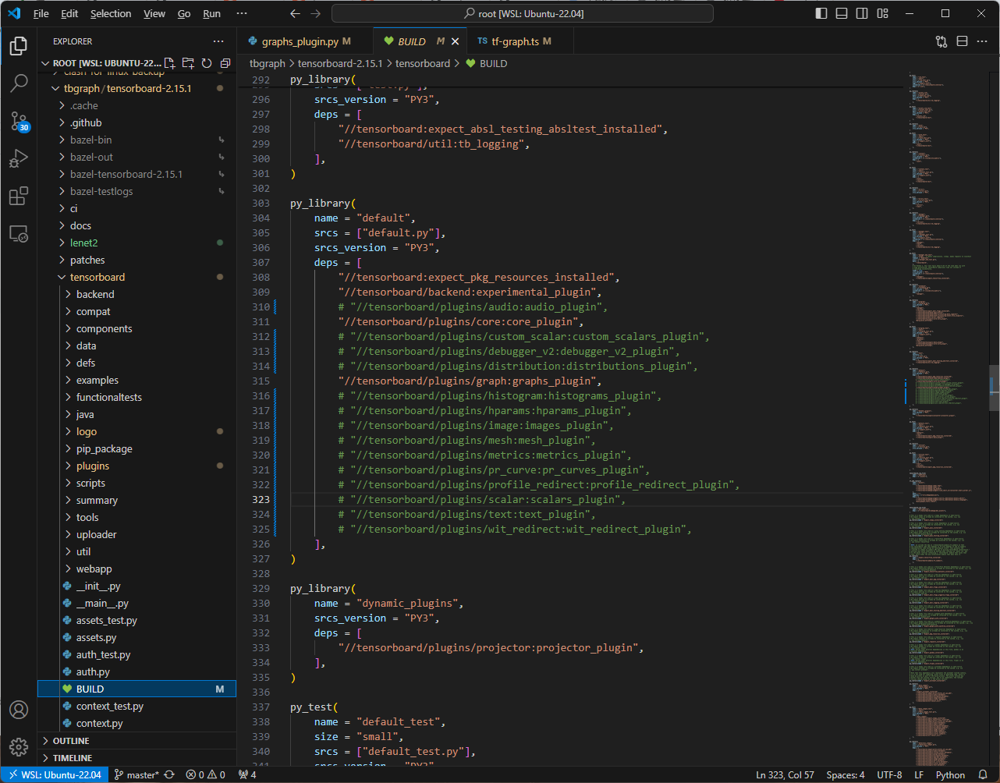 File Edit Selection View Go Run ··· root [WSL: Ubuntu-22.04]
EXPLORER ···
ROOT [WSL: UBUNTU-22....
clash-for-linux-backup
tbgraph / tensorboard-2.15.1
.cache
.github
bazel-bin
bazel-out
bazel-tensorboard-2.15.1
bazel-testlogs
ci
docs
lenet2
patches
tensorboard
backend
compat
components
data
defs
examples
functionaltests
java
logo
pip_package
plugins
scripts
summary
tools
uploader
util
webapp
__init__.py
__main__.py
assets_test.py
assets.py
auth_test.py
auth.py
BUILD M
context_test.py
context.py
OUTLINE
TIMELINE
30
graphs_plugin.py M BUILD M TS tf-graph.ts M
tbgraph > tensorboard-2.15.1 > tensorboard > BUILD
292 py_library(
296 srcs_version = "PY3",
297 deps = [
298 "//tensorboard:expect_absl_testing_absltest_installed",
299 "//tensorboard/util:tb_logging",
300 ],
301 )
302
303 py_library(
304 name = "default",
305 srcs = ["default.py"],
306 srcs_version = "PY3",
307 deps = [
308 "//tensorboard:expect_pkg_resources_installed",
309 "//tensorboard/backend:experimental_plugin",
310 # "//tensorboard/plugins/audio:audio_plugin",
311 "//tensorboard/plugins/core:core_plugin",
312 # "//tensorboard/plugins/custom_scalar:custom_scalars_plugin",
313 # "//tensorboard/plugins/debugger_v2:debugger_v2_plugin",
314 # "//tensorboard/plugins/distribution:distributions_plugin",
315 "//tensorboard/plugins/graph:graphs_plugin",
316 # "//tensorboard/plugins/histogram:histograms_plugin",
317 # "//tensorboard/plugins/hparams:hparams_plugin",
318 # "//tensorboard/plugins/image:images_plugin",
319 # "//tensorboard/plugins/mesh:mesh_plugin",
320 # "//tensorboard/plugins/metrics:metrics_plugin",
321 # "//tensorboard/plugins/pr_curve:pr_curves_plugin",
322 # "//tensorboard/plugins/profile_redirect:profile_redirect_plugin",
323 # "//tensorboard/plugins/scalar:scalars_plugin",
324 # "//tensorboard/plugins/text:text_plugin",
325 # "//tensorboard/plugins/wit_redirect:wit_redirect_plugin",
326 ],
327 )
328
329 py_library(
330 name = "dynamic_plugins",
331 srcs_version = "PY3",
332 deps = [
333 "//tensorboard/plugins/projector:projector_plugin",
334 ],
335 )
336
337 py_test(
338 name = "default_test",
339 size = "small",
340 srcs = ["default_test.py"],
341 srcs_version = "PY3"
WSL: Ubuntu-22.04 master* 0 0 4 Ln 323, Col 57 Spaces: 4 UTF-8 LF Python